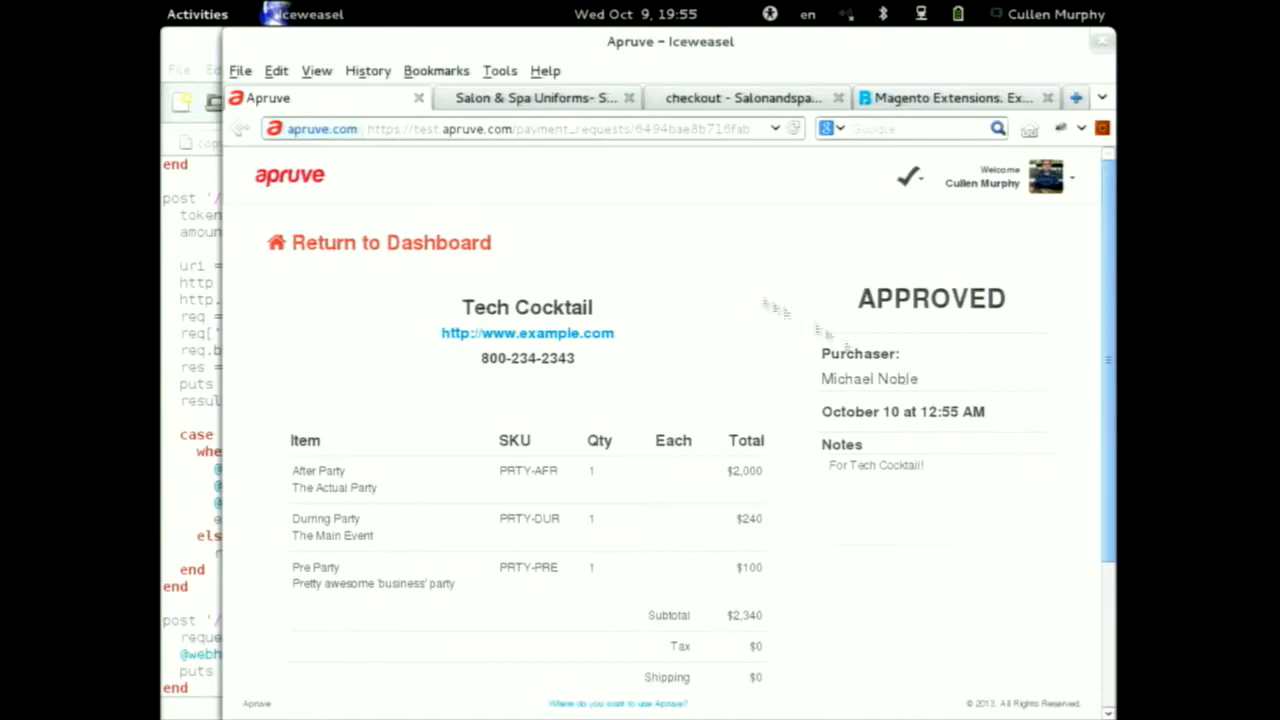 Activities Iceweasel Wed Oct 9, 19:55 en Cullen Murphy
Apruve - Iceweasel
File Edit View History Bookmarks Tools Help
Apruve Salon & Spa Uniforms- S... checkout - Salonandspa... Magento Extensions. Ex...
apruve.com https://test.apruve.com/payment_requests/6494bae8b716fab Google
end
apruve
Welcome
Cullen Murphy
post '/
token
amoun
Return to Dashboard
uri =
http
http.
req =
req['
req.b
res =
puts
resul
case
whe
els
end
end
post '/
reque
@webh
puts
end
Tech Cocktail
http://www.example.com
800-234-2343
APPROVED
Purchaser:
Michael Noble
October 10 at 12:55 AM
Notes
For Tech Cocktail!
Item SKU Qty Each Total
After Party PRTY-AFR 1 $2,000
The Actual Party
Durring Party PRTY-DUR 1 $240
The Main Event
Pre Party PRTY-PRE 1 $100
Pretty awesome 'business' party
Subtotal $2,340
Tax $0
Shipping $0
Apruve Where do you want to use Apruve? © 2013. All Rights Reserved.